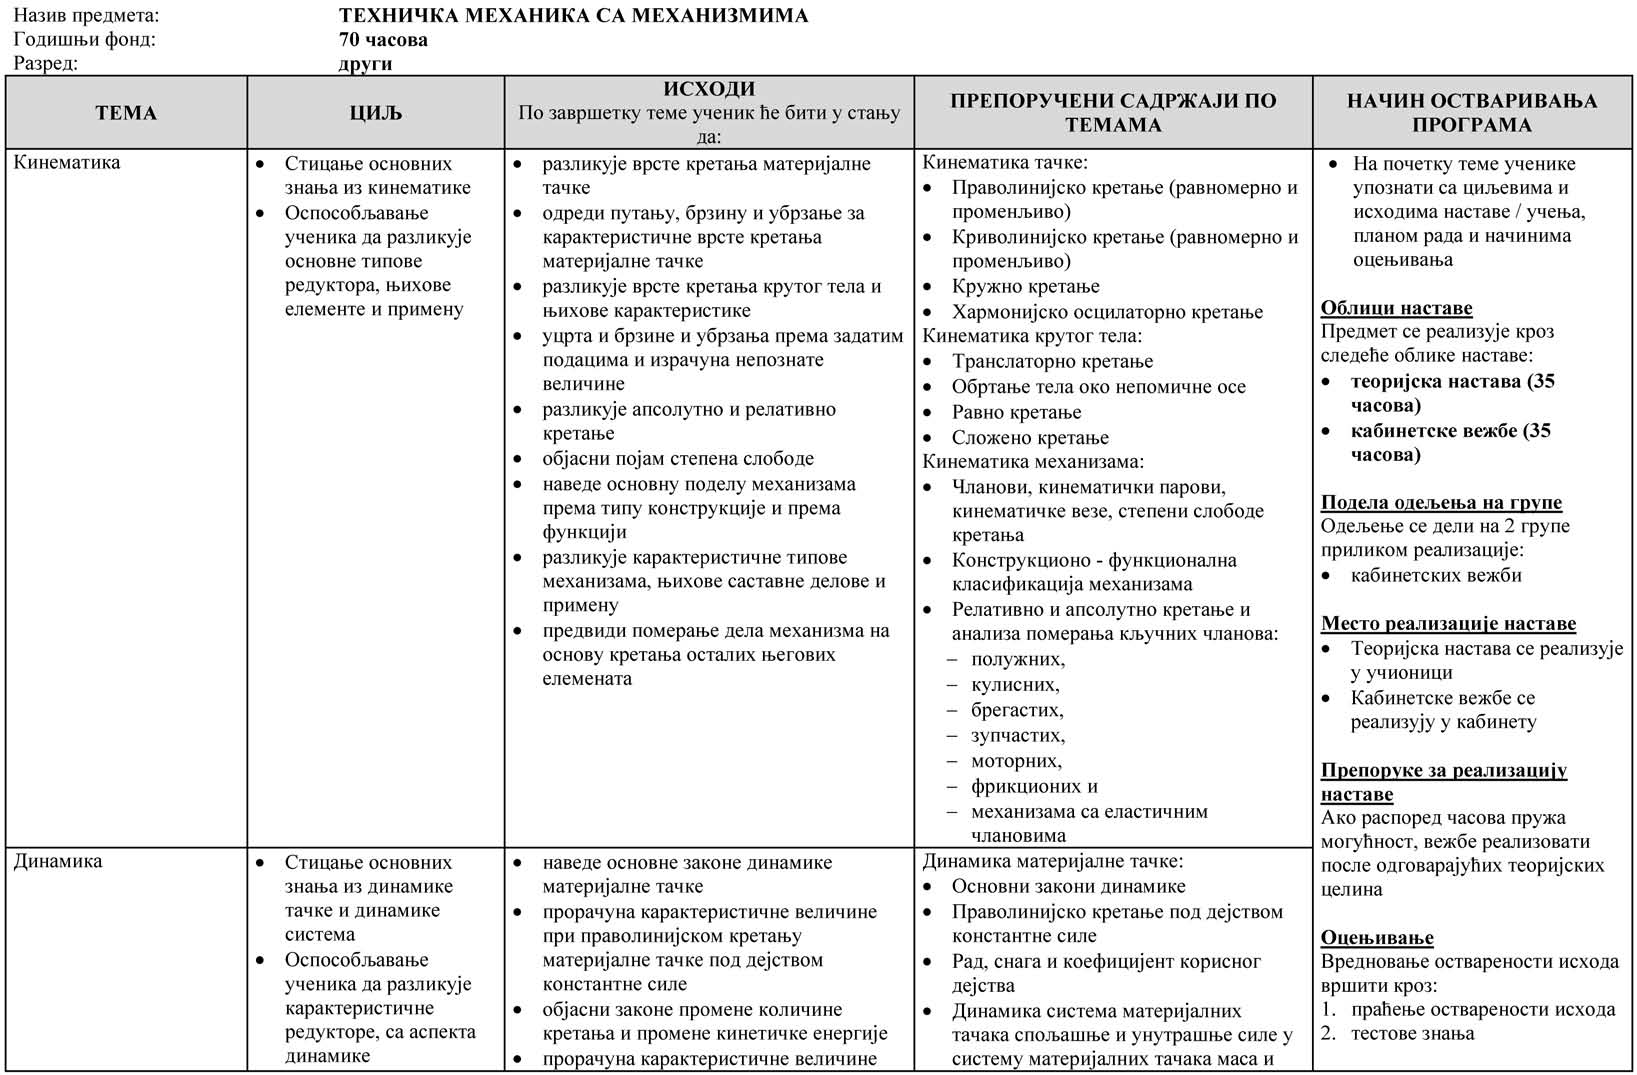 Назив предмета: ТЕХНИЧКА МЕХАНИКА СА МЕХАНИЗМИМА
Годишњи фонд: 70 часова
Разред: други
ТЕМА
ЦИЉ
ИСХОДИ
По завршетку теме ученик ће бити у стању
да:
ПРЕПОРУЧЕНИ САДРЖАЈИ ПО
ТЕМАМА
НАЧИН ОСТВАРИВАЊА
ПРОГРАМА
Кинематика
• Стицање основних
знања из кинематике
• Оспособљавање
ученика да разликује
основне типове
редуктора, њихове
елементе и примену
• разликује врсте кретања материјалне
тачке
• одреди путању, брзину и убрзање за
карактеристичне врсте кретања
материјалне тачке
• разликује врсте кретања крутог тела и
њихове карактеристике
• уцрта и брзине и убрзања према задатим
подацима и израчуна непознате
величине
• разликује апсолутно и релативно
кретање
• објасни појам степена слободе
• наведе основну поделу механизама
према типу конструкције и према
функцији
• разликује карактеристичне типове
механизама, њихове саставне делове и
примену
• предвиди померање дела механизма на
основу кретања осталих његових
елемената
Кинематика тачке:
• Праволинијско кретање (равномерно и
променљиво)
• Криволинијско кретање (равномерно и
променљиво)
• Кружно кретање
• Хармонијско осцилаторно кретање
Кинематика крутог тела:
• Транслаторно кретање
• Обртање тела око непомичне осе
• Равно кретање
• Сложено кретање
Кинематика механизама:
• Чланови, кинематички парови,
кинематичке везе, степени слободе
кретања
• Конструкционо - функционална
класификација механизама
• Релативно и апсолутно кретање и
анализа померања кључних чланова:
– полужних,
– кулисних,
– брегастих,
– зупчастих,
– моторних,
– фрикционих и
– механизама са еластичним
члановима
• На почетку теме ученике
упознати са циљевима и
исходима наставе / учења,
планом рада и начинима
оцењивања
Облици наставе
Предмет се реализује кроз
следеће облике наставе:
• теоријска настава (35
часова)
• кабинетске вежбе (35
часова)
Подела одељења на групе
Одељење се дели на 2 групе
приликом реализације:
• кабинетских вежби
Место реализације наставе
• Теоријска настава се реализује
у учионици
• Кабинетске вежбе се
реализују у кабинету
Препоруке за реализацију
наставе
Ако распоред часова пружа
могућност, вежбе реализовати
после одговарајућих теоријских
целина
Оцењивање
Вредновање остварености исхода
вршити кроз:
1. праћење остварености исхода
2. тестове знања
Динамика
• Стицање основних
знања из динамике
тачке и динамике
система
• Оспособљавање
ученика да разликује
карактеристичне
редукторе, са аспекта
динамике
• наведе основне законе динамике
материјалне тачке
• прорачуна карактеристичне величине
при праволинијском кретању
материјалне тачке под дејством
константне силе
• објасни законе промене количине
кретања и промене кинетичке енергије
• прорачуна карактеристичне величине
Динамика материјалне тачке:
• Основни закони динамике
• Праволинијско кретање под дејством
константне силе
• Рад, снага и коефицијент корисног
дејства
• Динамика система материјалних
тачака спољашње и унутрашње силе у
систему материјалних тачака маса и